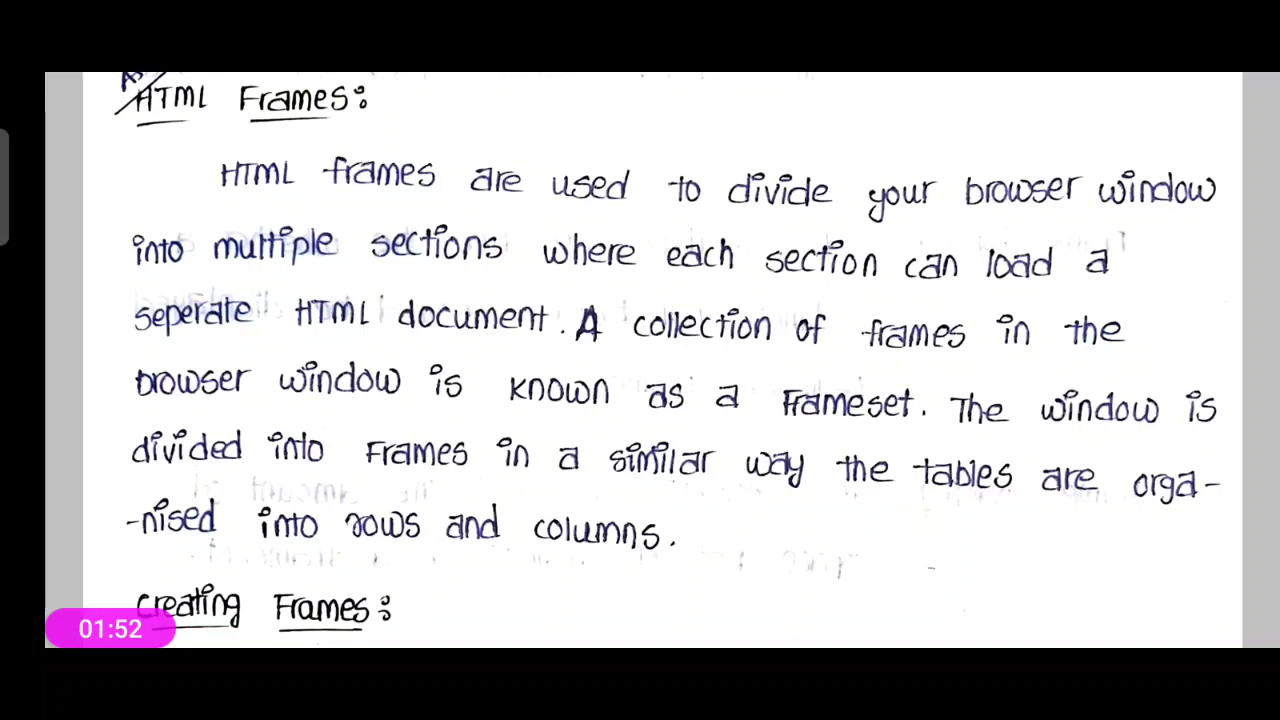 HTML Frames:
HTML frames are used to divide your browser window
into multiple sections where each section can load a
seperate HTML document. A collection of frames in the
browser window is known as a Frameset. The window is
divided into Frames in a similar way the tables are orga-
-nised into rows and columns.
Creating Frames:
01:52